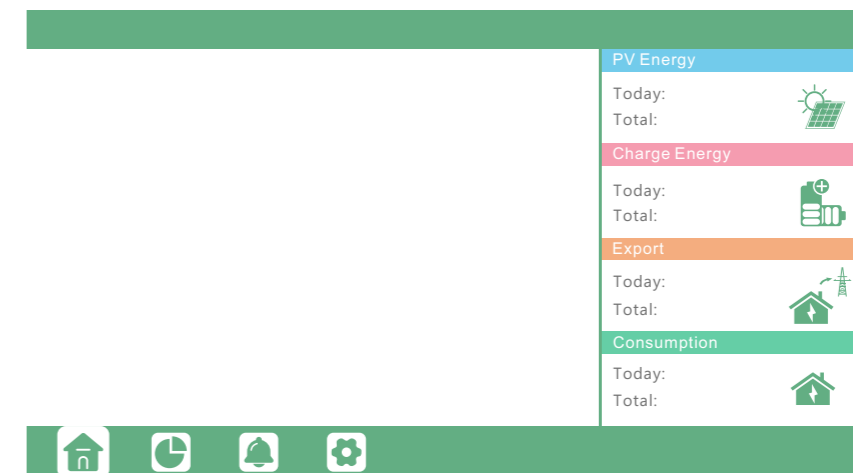 PV Energy
Today:
Total:
Charge Energy
Today:
Total:
Export
Today:
Total:
Consumption
Today:
Total: